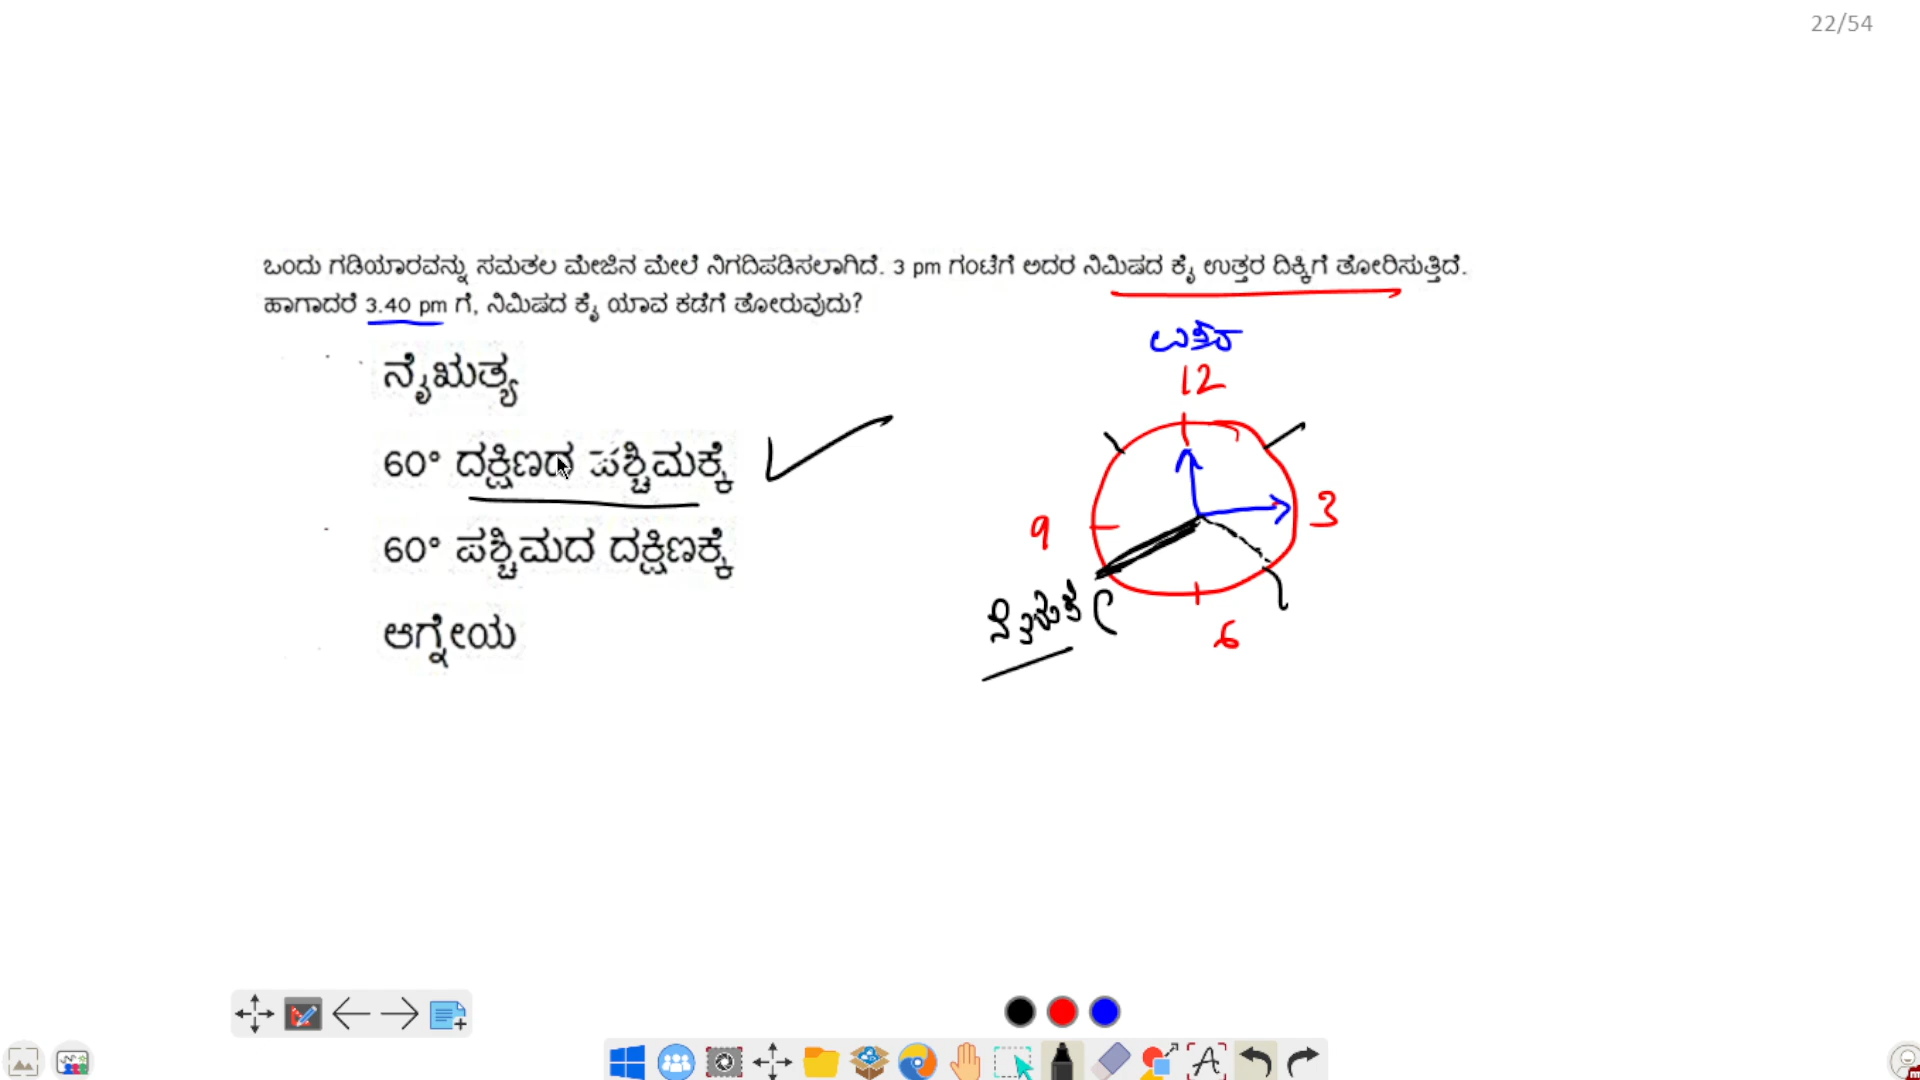 22/54
ಒಂದು ಗಡಿಯಾರವನ್ನು ಸಮತಲ ಮೇಜಿನ ಮೇಲೆ ನಿಗದಿಪಡಿಸಲಾಗಿದೆ. 3 pm ಗಂಟೆಗೆ ಅದರ ನಿಮಿಷದ ಕೈ ಉತ್ತರ ದಿಕ್ಕಿಗೆ ತೋರಿಸುತ್ತಿದೆ.
ಹಾಗಾದರೆ 3.40 pm ಗೆ, ನಿಮಿಷದ ಕೈ ಯಾವ ಕಡೆಗೆ ತೋರುವುದು?
ನೈಋತ್ಯ
60° ದಕ್ಷಿಣದ ಪಶ್ಚಿಮಕ್ಕೆ
60° ಪಶ್ಚಿಮದ ದಕ್ಷಿಣಕ್ಕೆ
ಆಗ್ನೇಯ
ಉತ್ತರ
12
9
3
6